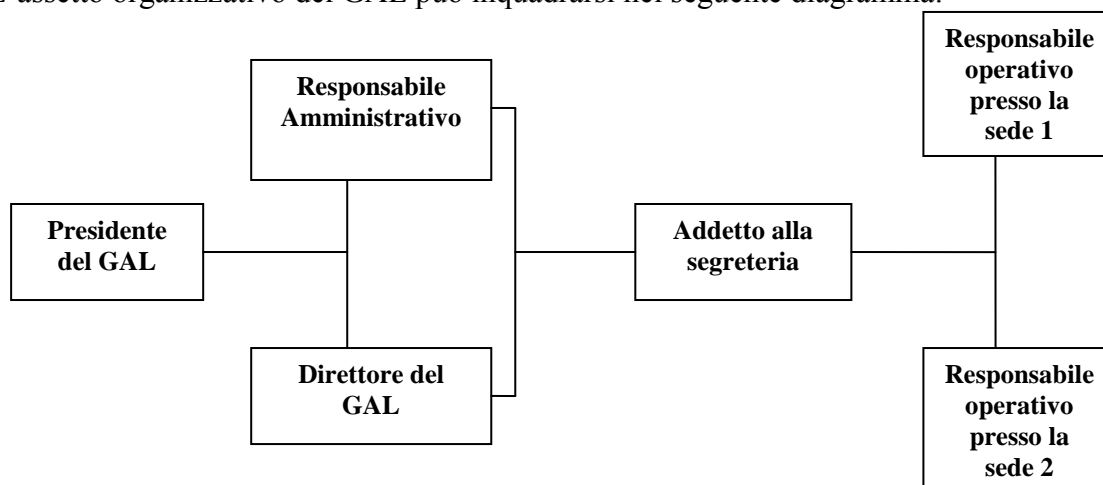 L'assetto organizzativo del GAL può inquadrarsi nel seguente diagramma:
Responsabile
operativo
presso la
sede 1
Responsabile
Amministrativo
Presidente
del GAL
Addetto alla
segreteria
Direttore del
GAL
Responsabile
operativo
presso la
sede 2